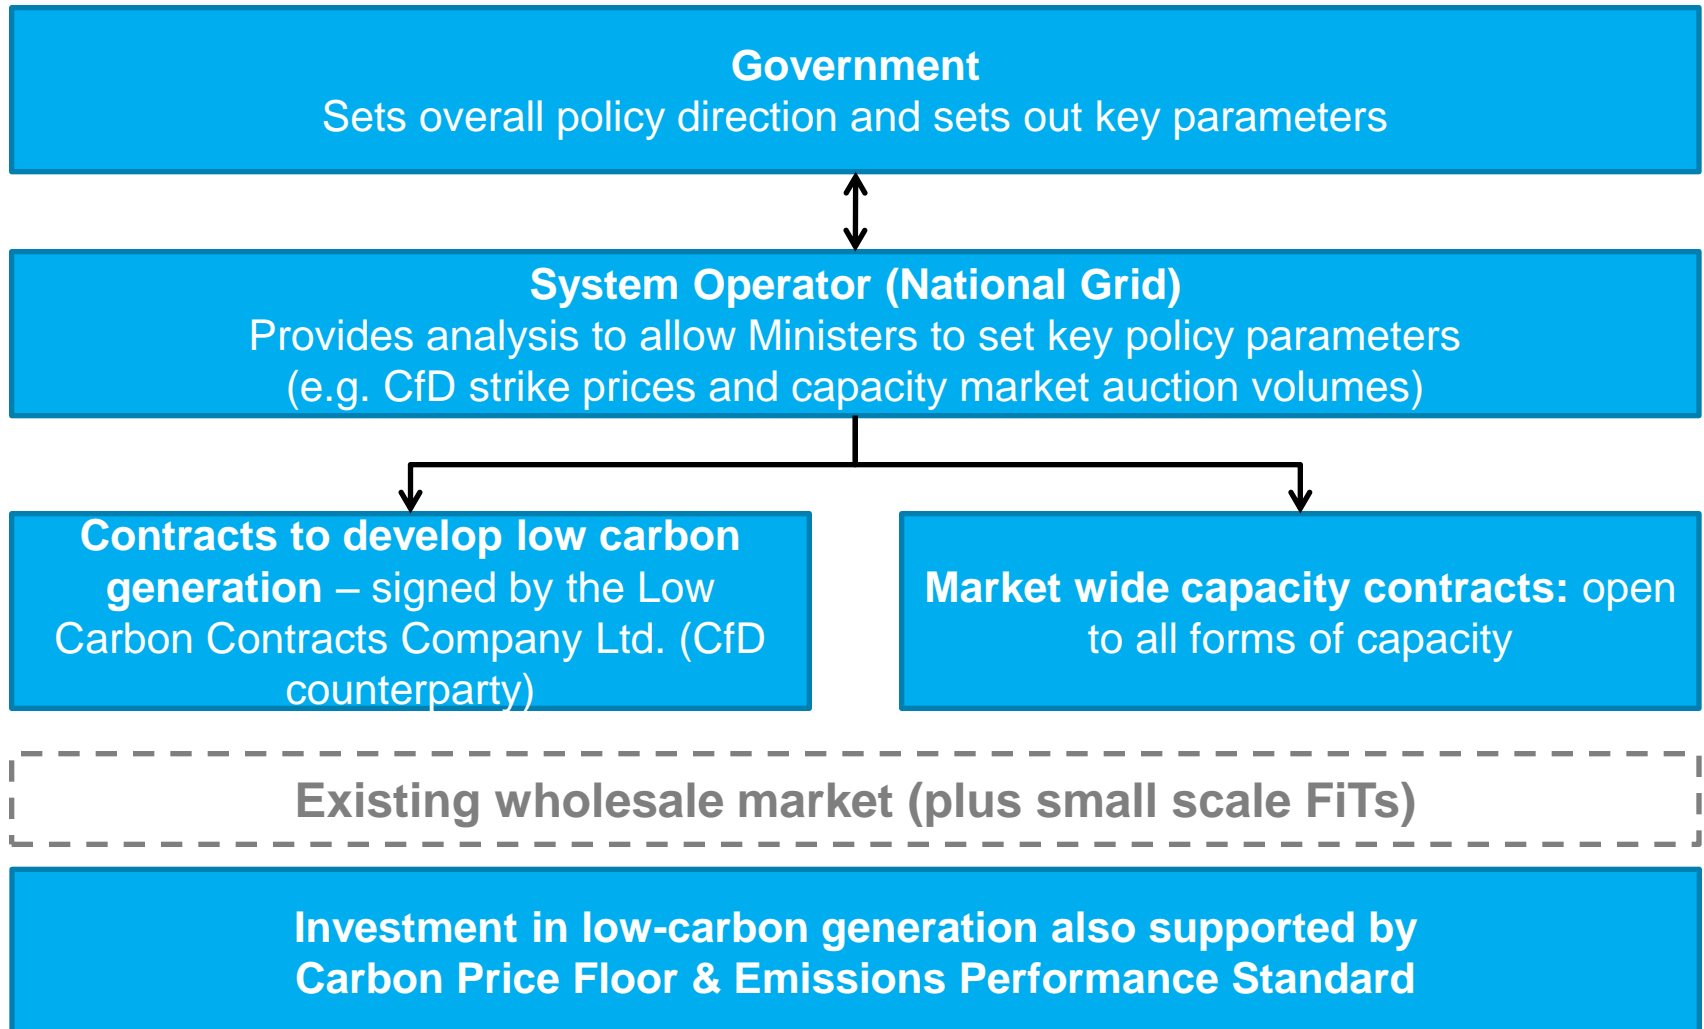 Government
Sets overall policy direction and sets out key parameters
System Operator (National Grid)
Provides analysis to allow Ministers to set key policy parameters
(e.g. CfD strike prices and capacity market auction volumes)
Contracts to develop low carbon
generation – signed by the Low
Carbon Contracts Company Ltd. (CfD
counterparty)
Market wide capacity contracts: open
to all forms of capacity
Existing wholesale market (plus small scale FiTs)
Investment in low-carbon generation also supported by
Carbon Price Floor & Emissions Performance Standard